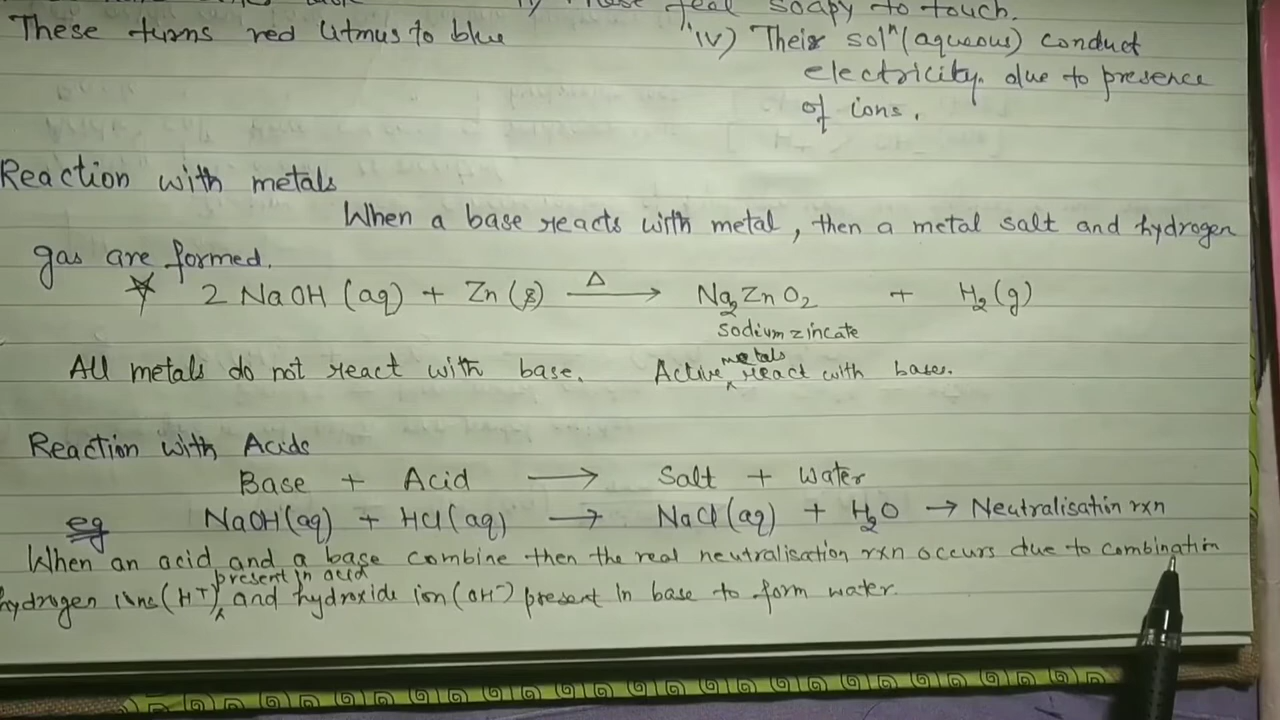 iv) These feel soapy to touch.
These turns red litmus to blue
iv) Their solⁿ (aqueous) conduct
electricity. due to presence
of ions.
Reaction with metals
When a base reacts with metal, then a metal salt and hydrogen
gas are formed.
☆ 2 NaOH (aq) + Zn (s) —Δ→ Na₂ZnO₂ + H₂(g)
sodium zincate
All metals do not react with base. Active metals react with bases.
Reaction with Acids
Base + Acid → Salt + Water
eg NaOH(aq) + HCl(aq) → NaCl(aq) + H₂O → Neutralisation rxn
When an acid and a base combine then the real neutralisation rxn occurs due to combination
hydrogen ions (H⁺) present in acid and hydroxide ion (OH⁻) present in base to form water.